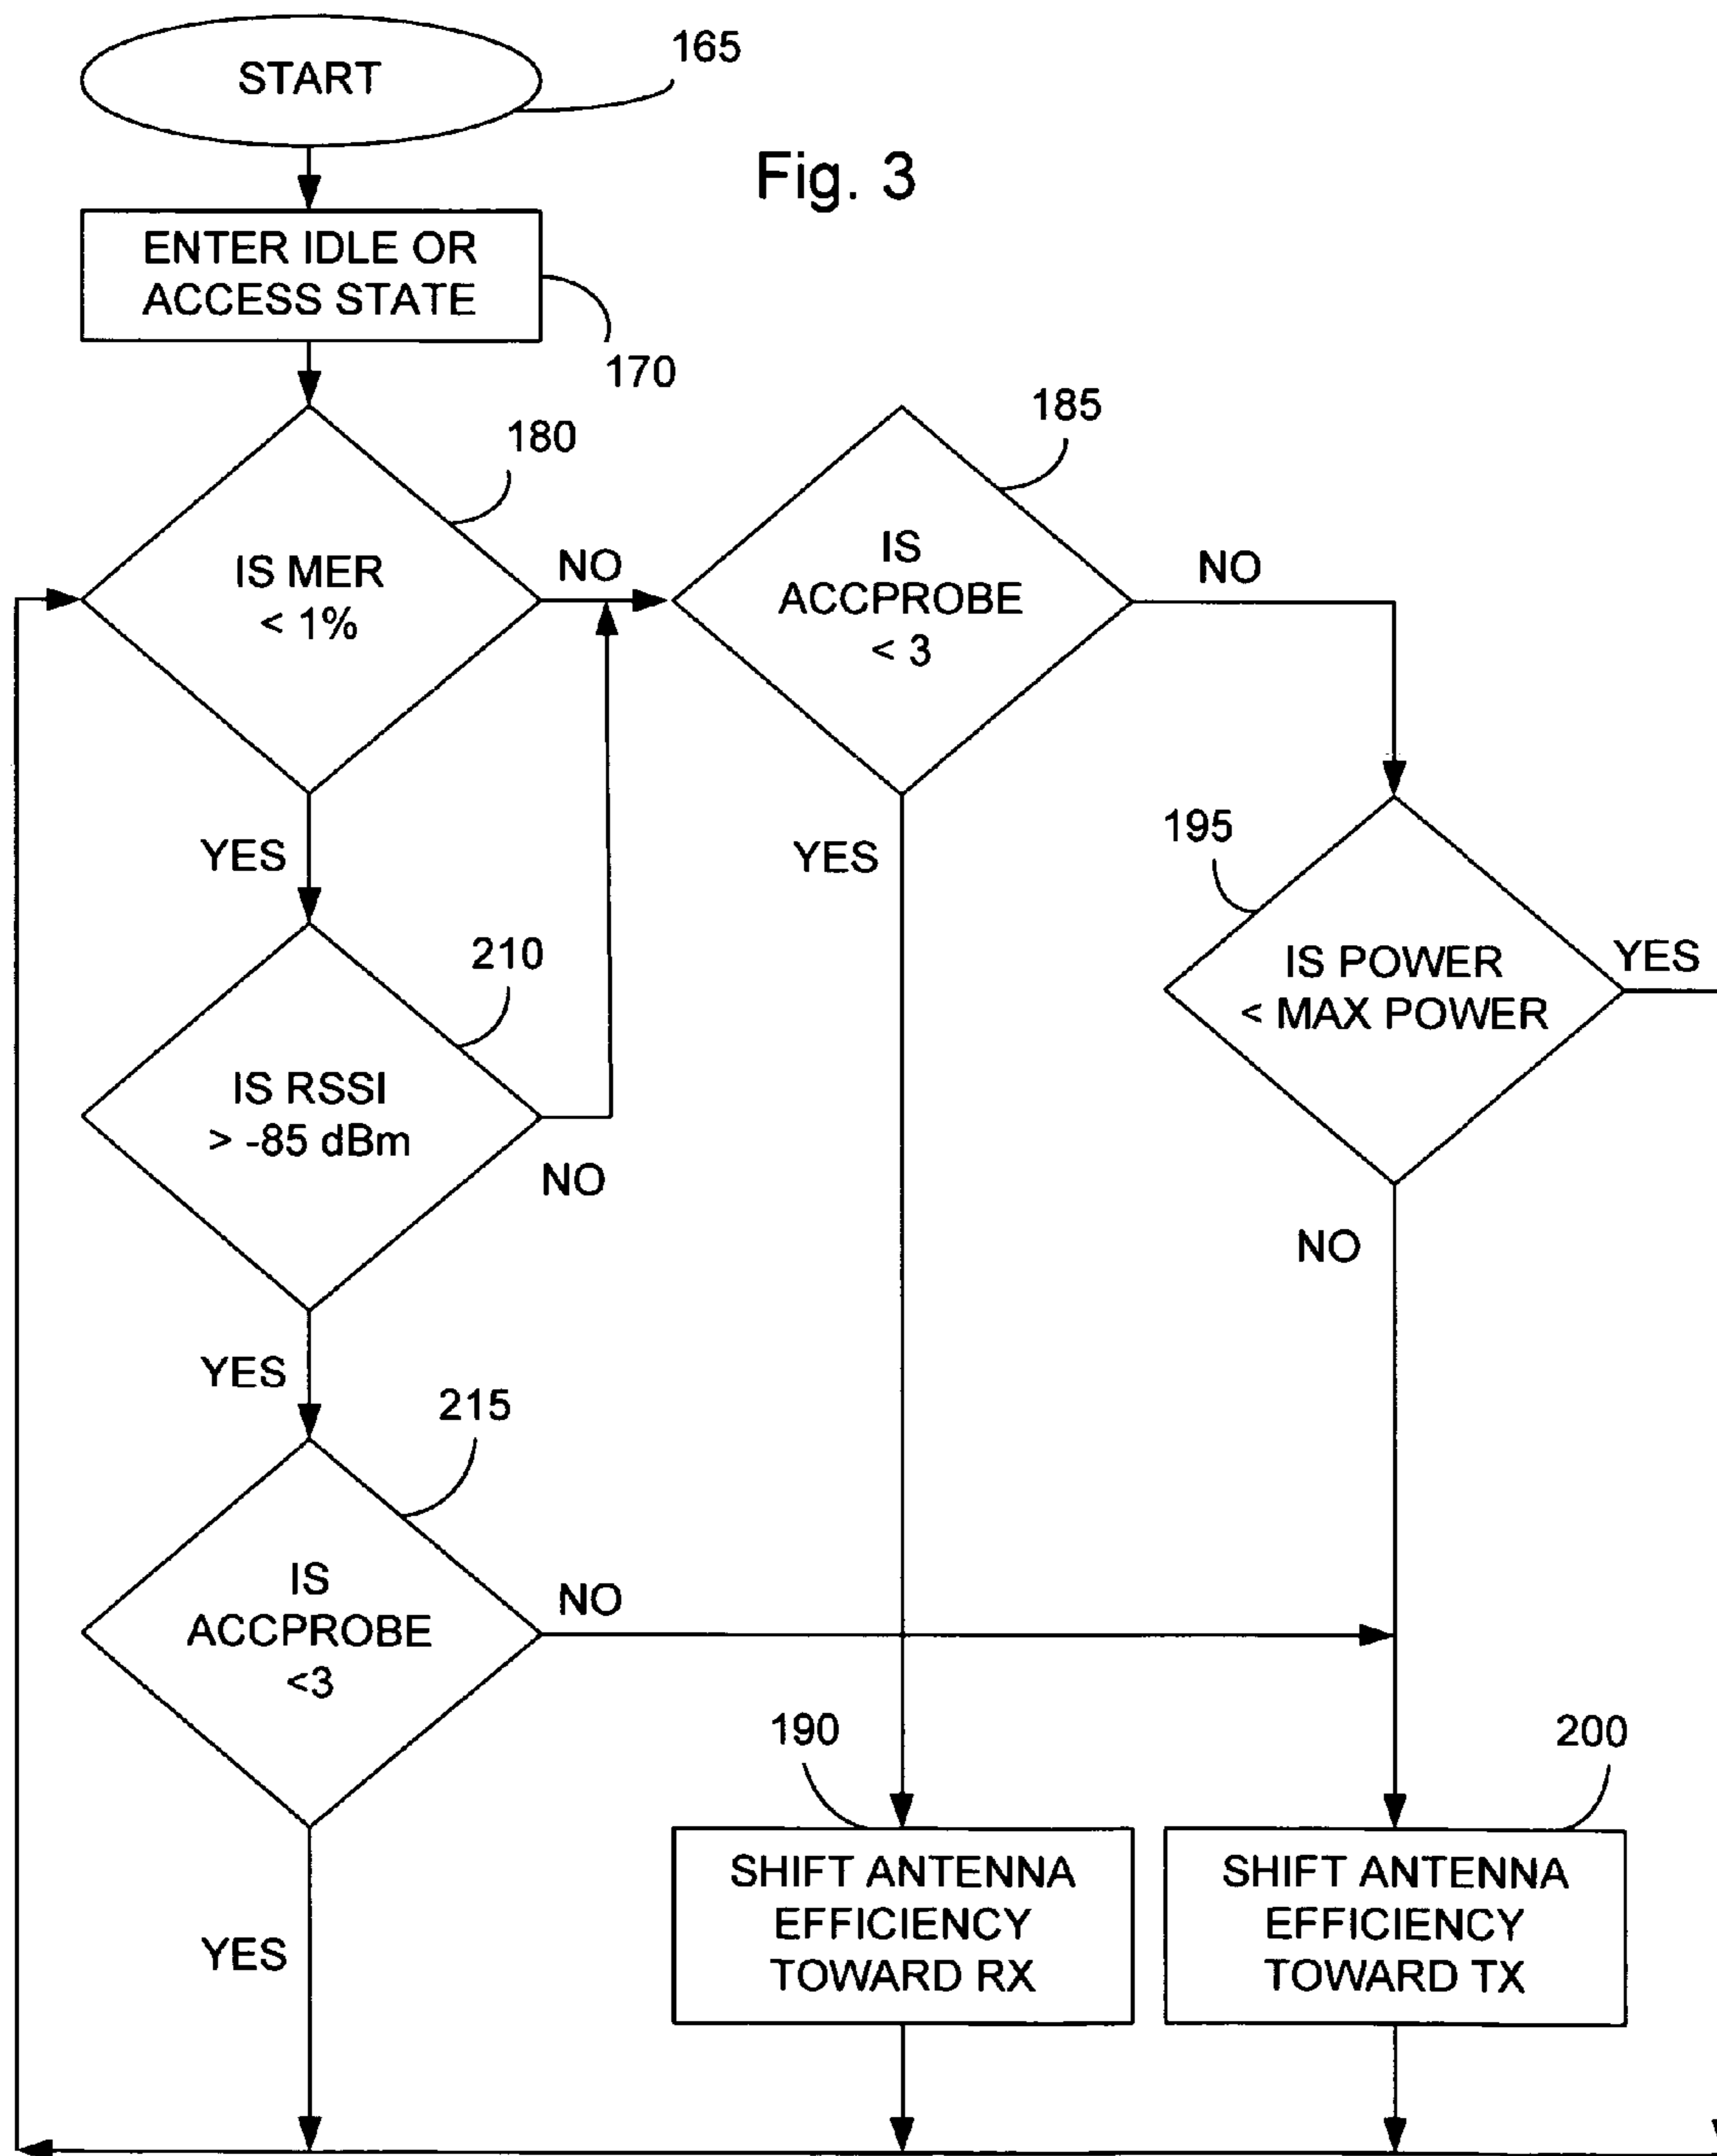 START
165
Fig. 3
ENTER IDLE OR
ACCESS STATE
170
180
185
IS MER
< 1%
NO
IS
ACCPROBE
< 3
NO
YES
YES
195
IS POWER
< MAX POWER
YES
210
IS RSSI
> -85 dBm
NO
NO
YES
215
IS
ACCPROBE
<3
NO
190
200
SHIFT ANTENNA
EFFICIENCY
TOWARD RX
SHIFT ANTENNA
EFFICIENCY
TOWARD TX
YES